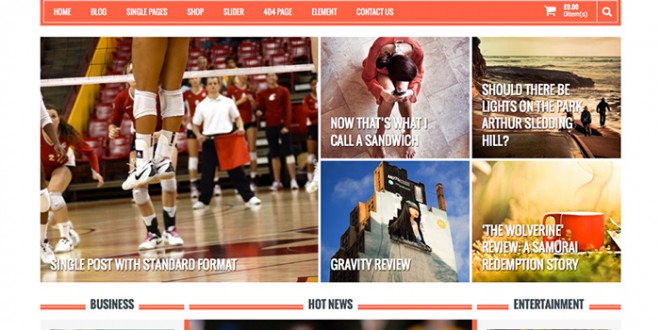 HOME BLOG SINGLE PAGES SHOP SLIDER 404 PAGE ELEMENT CONTACT US
£0.00
0item(s)
SINGLE POST WITH STANDARD FORMAT
NOW THAT'S WHAT I
CALL A SANDWICH
SHOULD THERE BE
LIGHTS ON THE PARK
ARTHUR SLEDDING
HILL?
GRAVITY REVIEW
'THE WOLVERINE'
REVIEW: A SAMURAI
REDEMPTION STORY
BUSINESS
HOT NEWS
ENTERTAINMENT